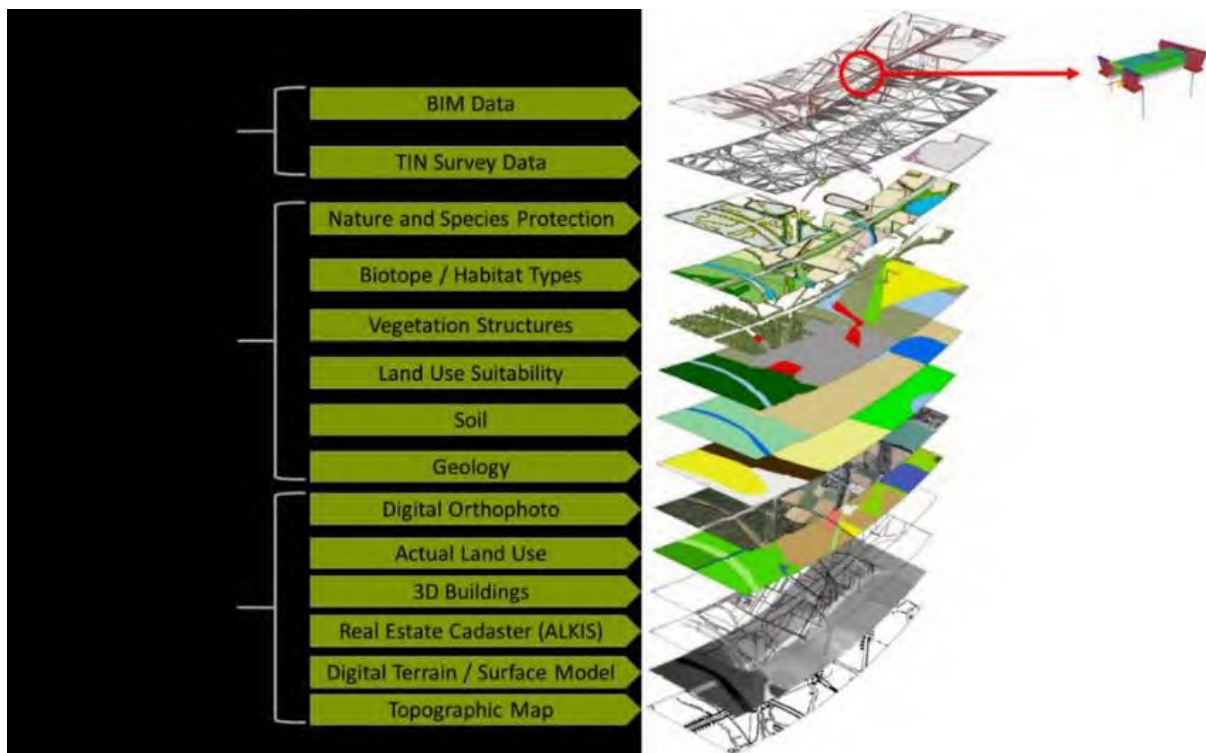 BIM Data
TIN Survey Data
Nature and Species Protection
Biotope / Habitat Types
Vegetation Structures
Land Use Suitability
Soil
Geology
Digital Orthophoto
Actual Land Use
3D Buildings
Real Estate Cadaster (ALKIS)
Digital Terrain / Surface Model
Topographic Map